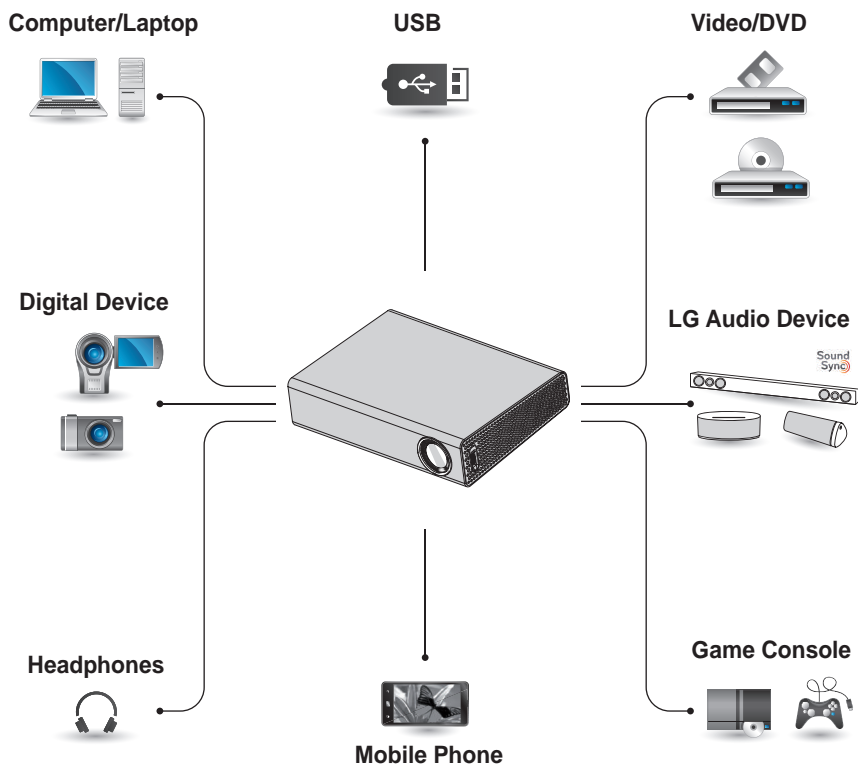 Computer/Laptop
USB
Video/DVD
Digital Device
LG Audio Device
Sound
Sync
Headphones
Game Console
Mobile Phone